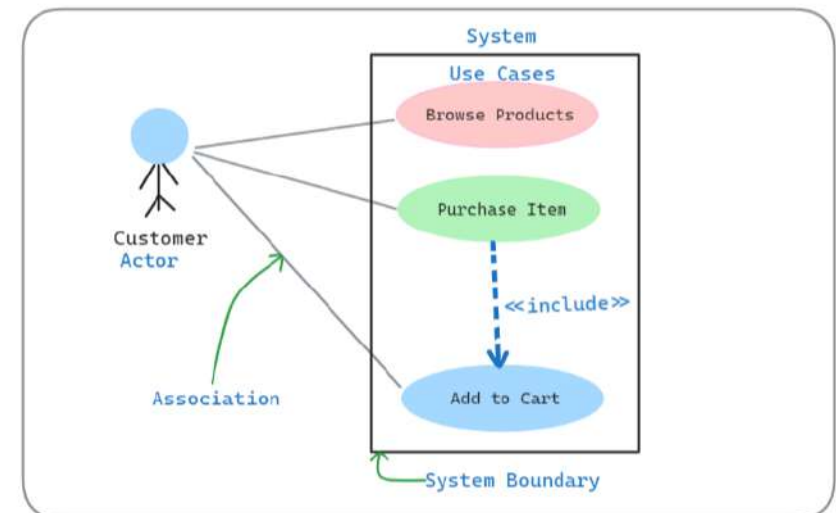 System
Use Cases
Browse Products
Purchase Item
Customer
Actor
<<include>>
Association
Add to Cart
System Boundary